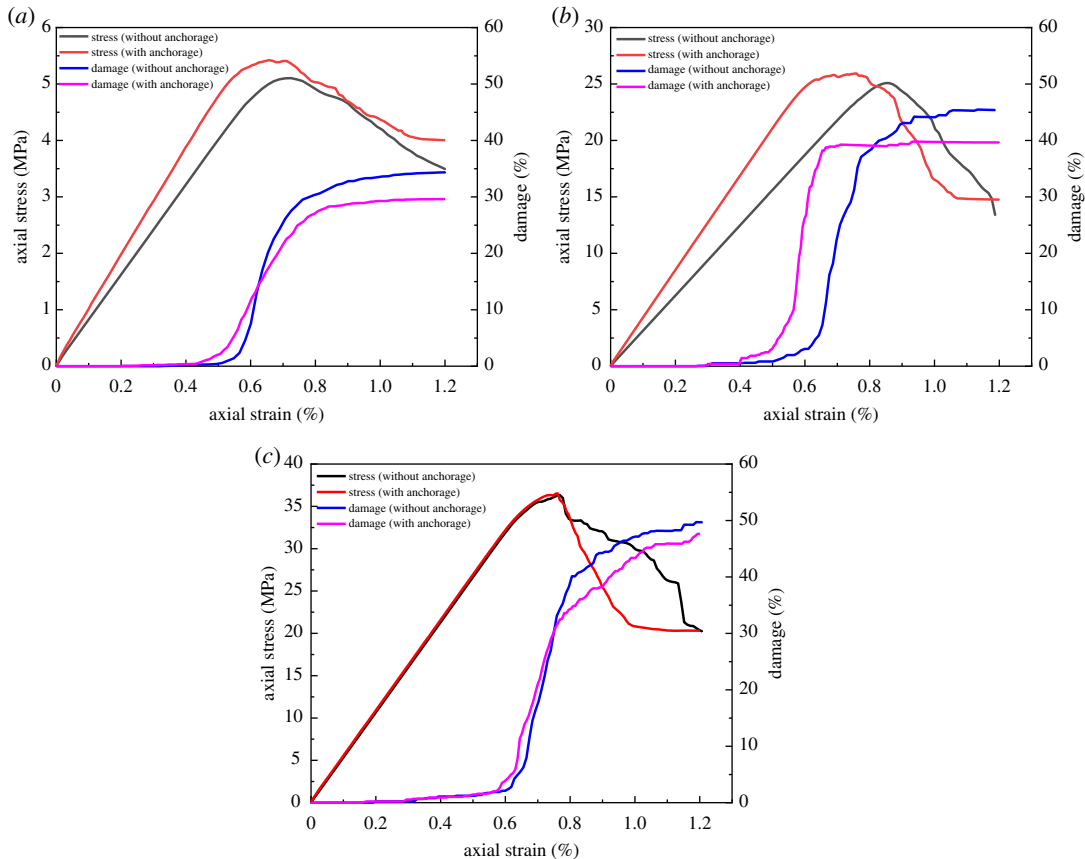 (a)
6
5
4
3
2
1
0
axial stress (MPa)
stress (without anchorage)
stress (with anchorage)
damage (without anchorage)
damage (with anchorage)
60
50
40
30
20
10
0
damage (%)
0 0.2 0.4 0.6 0.8 1.0 1.2
axial strain (%)
(b)
30
25
20
15
10
5
0
axial stress (MPa)
stress (without anchorage)
stress (with anchorage)
damage (without anchorage)
damage (with anchorage)
60
50
40
30
20
10
0
damage (%)
0 0.2 0.4 0.6 0.8 1.0 1.2
axial strain (%)
(c)
40
35
30
25
20
15
10
5
0
axial stress (MPa)
stress (without anchorage)
stress (with anchorage)
damage (without anchorage)
damage (with anchorage)
60
50
40
30
20
10
0
damage (%)
0 0.2 0.4 0.6 0.8 1.0 1.2
axial strain (%)